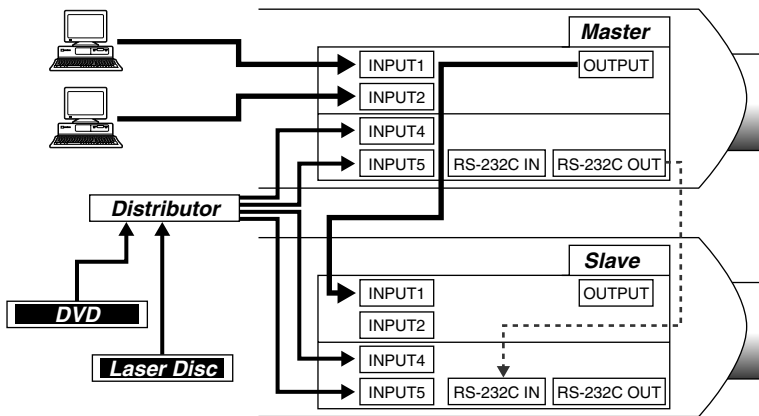 Master
INPUT1
OUTPUT
INPUT2
INPUT4
INPUT5
RS-232C IN
RS-232C OUT
Distributor
Slave
INPUT1
OUTPUT
DVD
INPUT2
INPUT4
Laser Disc
INPUT5
RS-232C IN
RS-232C OUT